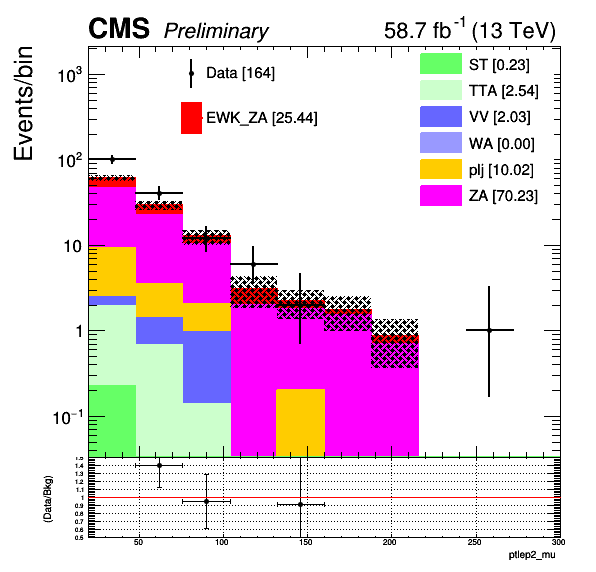 CMS Preliminary 58.7 fb⁻¹ (13 TeV)
Events/bin
Data [164]
EWK_ZA [25.44]
ST [0.23]
TTA [2.54]
VV [2.03]
WA [0.00]
plj [10.02]
ZA [70.23]
10³
10²
10
1
10⁻¹
(Data/Bkg)
1.5
1.4
1.3
1.2
1.1
1
0.9
0.8
0.7
0.6
0.5
50 100 150 200 250 300
ptlep2_mu